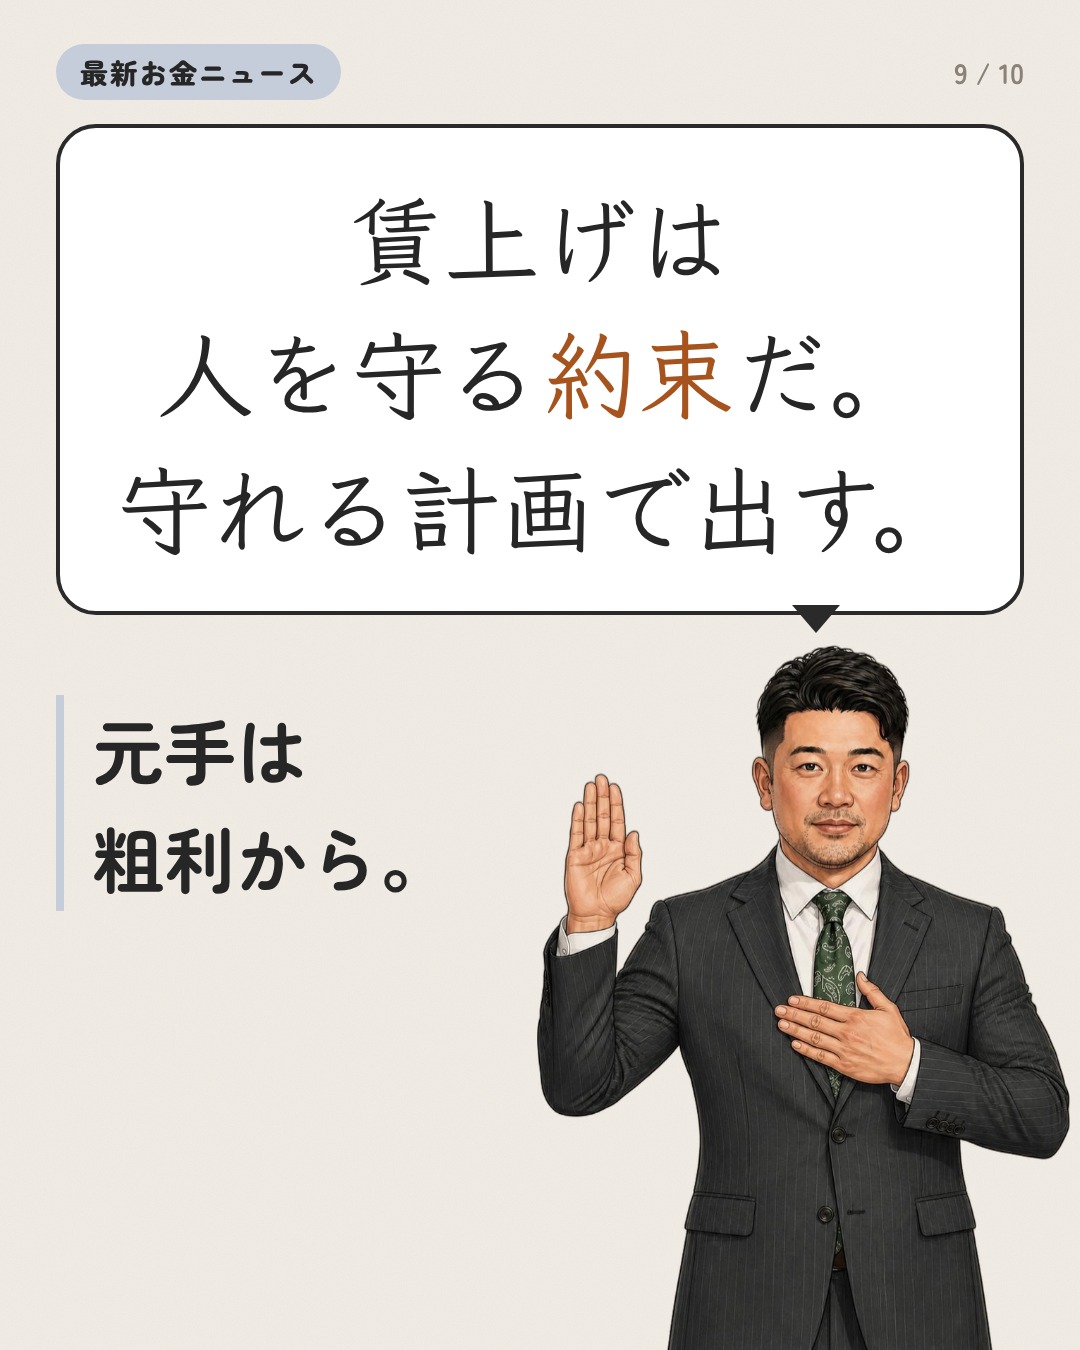 最新お金ニュース
9 / 10
賃上げは
人を守る約束だ。
守れる計画で出す。
元手は
粗利から。